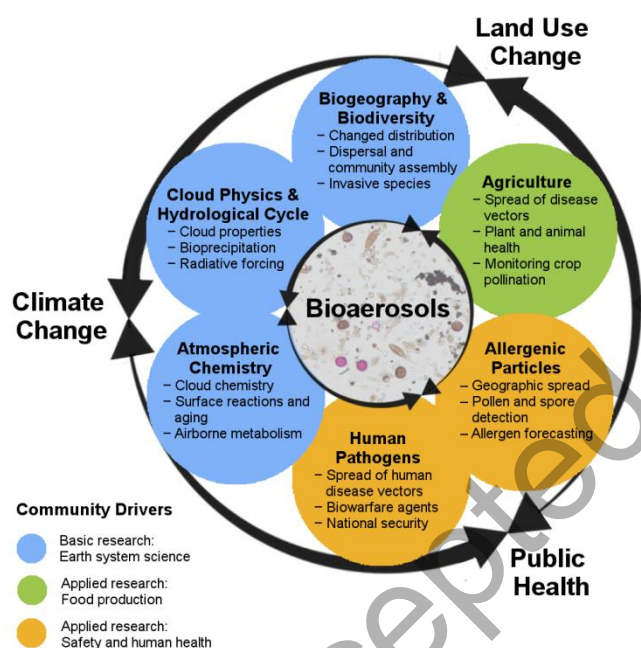 Land Use
Change
Biogeography &
Biodiversity
– Changed distribution
– Dispersal and
community assembly
– Invasive species
Agriculture
– Spread of disease
vectors
– Plant and animal
health
– Monitoring crop
pollination
Cloud Physics &
Hydrological Cycle
– Cloud properties
– Bioprecipitation
– Radiative forcing
Bioaerosols
Climate
Change
Atmospheric
Chemistry
– Cloud chemistry
– Surface reactions and
aging
– Airborne metabolism
Allergenic
Particles
– Geographic spread
– Pollen and spore
detection
– Allergen forecasting
Human
Pathogens
– Spread of human
disease vectors
– Biowarfare agents
– National security
Public
Health
Community Drivers
Basic research:
Earth system science
Applied research:
Food production
Applied research:
Safety and human health
cepted